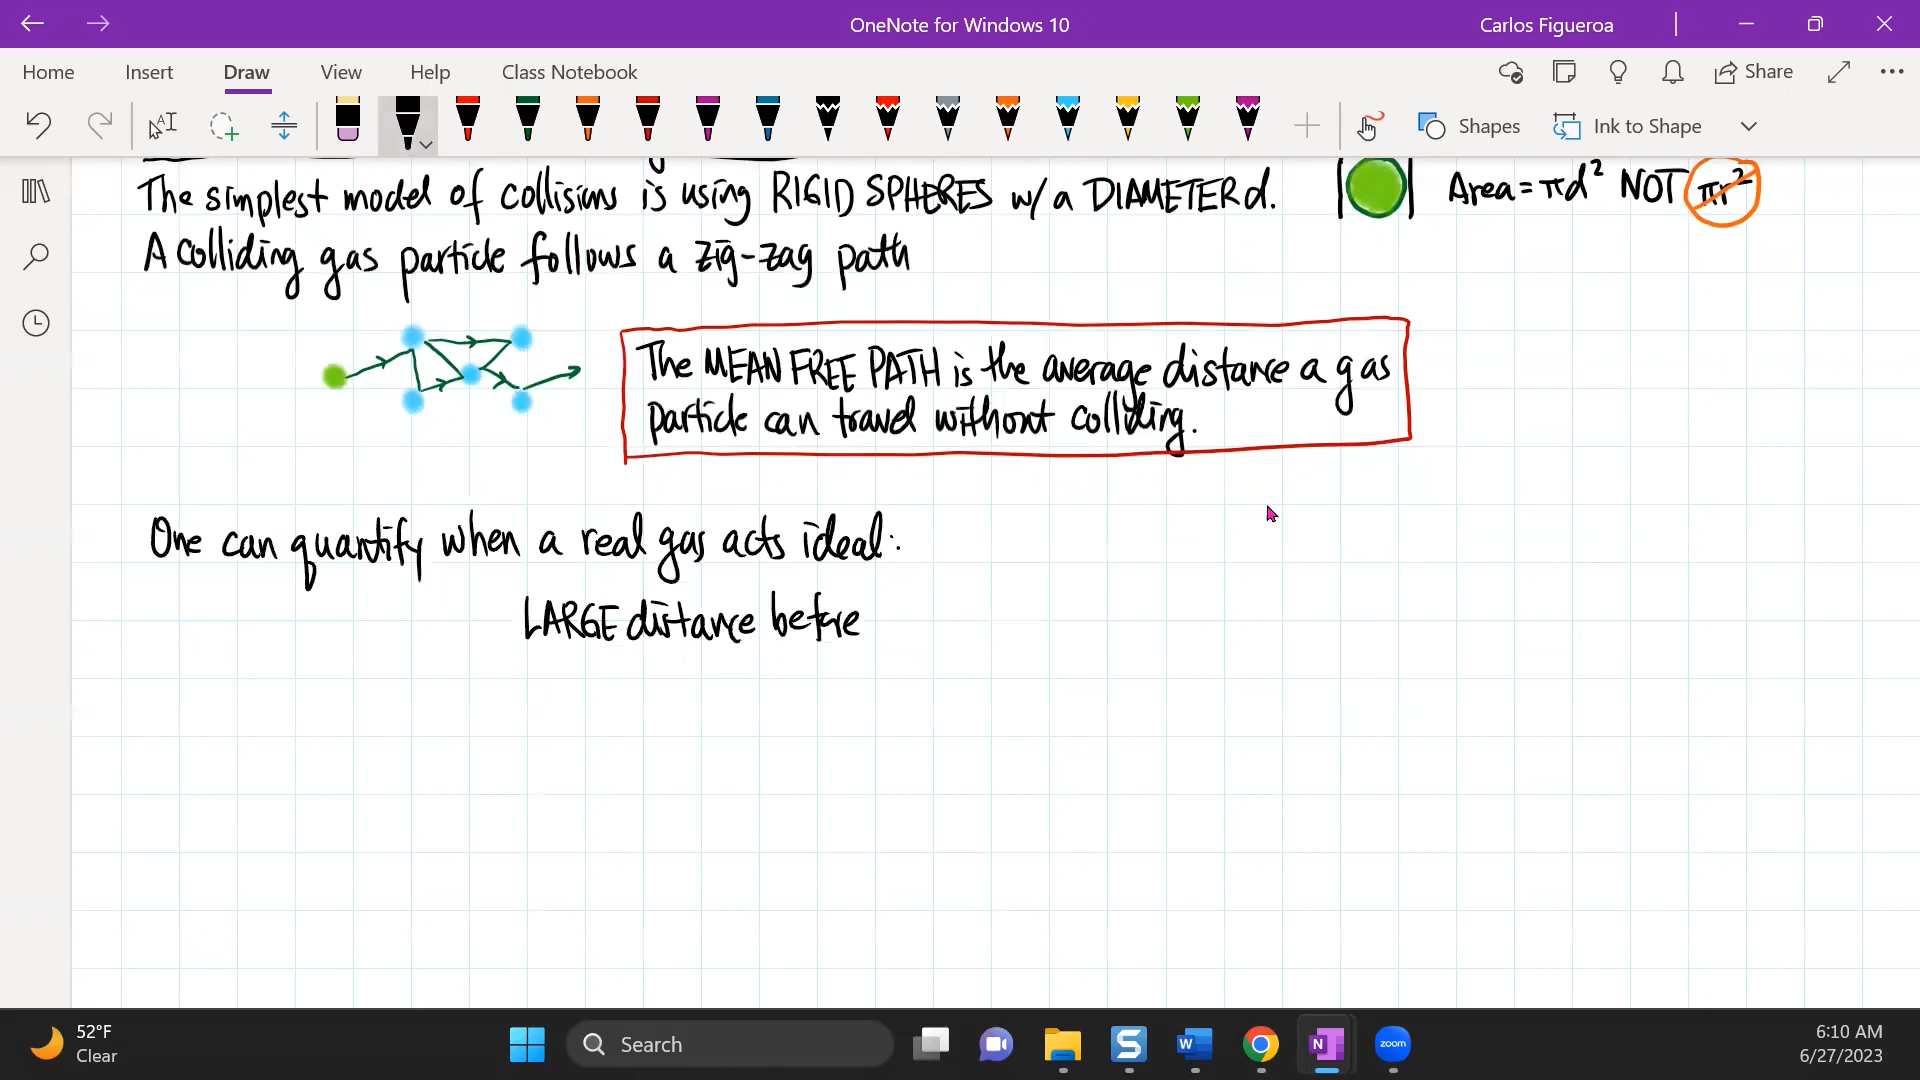 OneNote for Windows 10
Carlos Figueroa
Home Insert Draw View Help Class Notebook
Share
Shapes
Ink to Shape
The simplest model of collisions is using RIGID SPHERES w/a DIAMETER d.
Area = πd² NOT πr²
A colliding gas particle follows a zig-zag path
The MEAN FREE PATH is the average distance a gas
particle can travel without colliding.
One can quantify when a real gas acts ideal:
LARGE distance before
52°F
Clear
Search
zoom
6:10 AM
6/27/2023